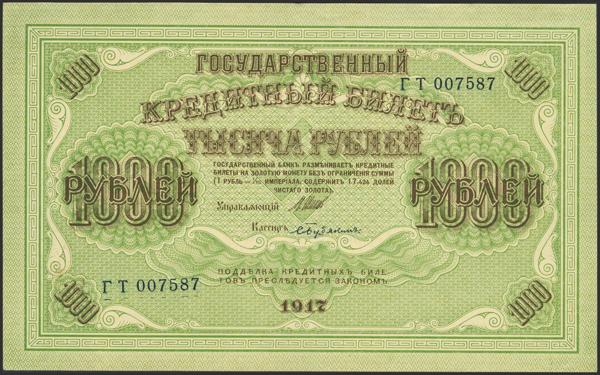 1000 1000
ГОСУДАРСТВЕННЫЙ
ГТ 007587
КРЕДИТНЫЙ БИЛЕТЪ
ТЫСЯЧА РУБЛЕЙ
ГОСУДАРСТВЕННЫЙ БАНКЪ РАЗМѢНИВАЕТЪ КРЕДИТНЫЕ
БИЛЕТЫ НА ЗОЛОТУЮ МОНЕТУ БЕЗЪ ОГРАНИЧЕНІЯ СУММЫ
(1 РУБЛЬ = 1/15 ИМПЕРІАЛА, СОДЕРЖИТЪ 17,424 ДОЛЕЙ
ЧИСТАГО ЗОЛОТА).
1000 РУБЛЕЙ
1000 РУБЛЕЙ
Управляющій
Кассиръ
ГТ 007587
ПОДДѢЛКА КРЕДИТНЫХЪ БИЛЕ
ТОВЪ ПРЕСЛѢДУЕТСЯ ЗАКОНОМЪ
1917
1000 1000